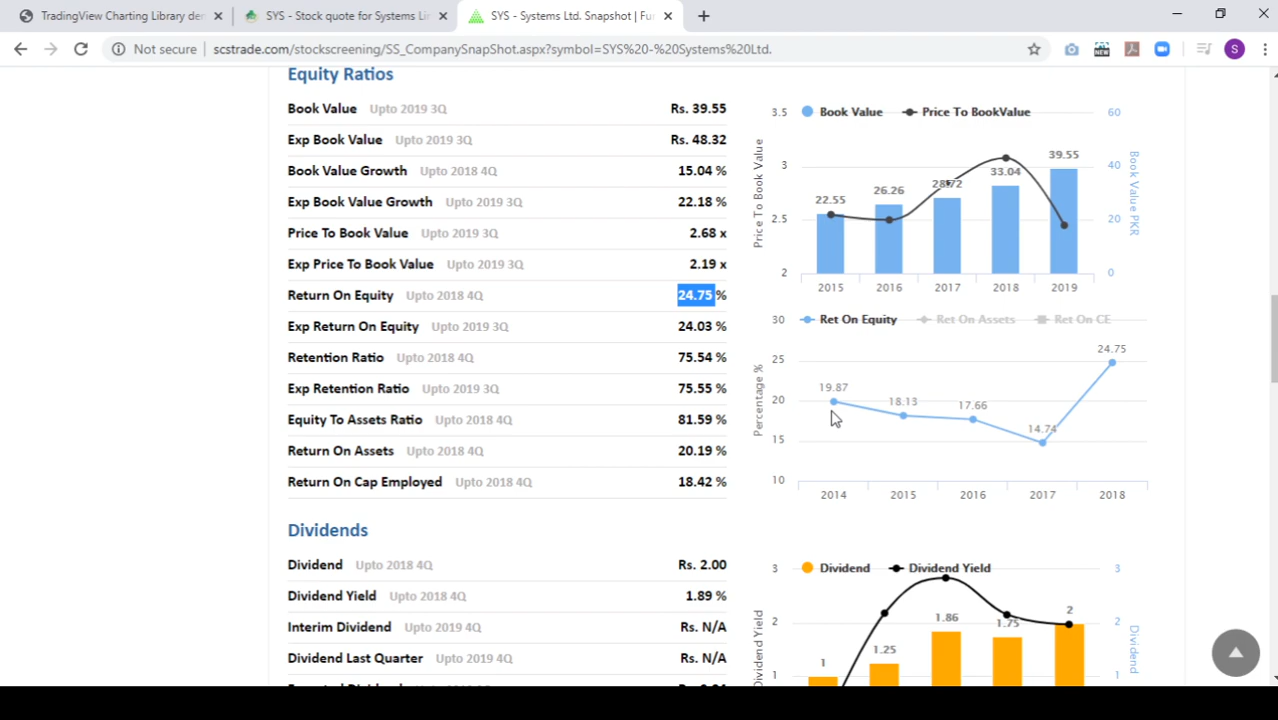 TradingView Charting Library der
SYS - Stock quote for Systems Li
SYS - Systems Ltd. Snapshot | Fu
Not secure
scstrade.com/stockscreening/SS_CompanySnapShot.aspx?symbol=SYS%20-%20Systems%20Ltd.
NEW
S
Equity Ratios
Book Value Upto 2019 3Q Rs. 39.55
Exp Book Value Upto 2019 3Q Rs. 48.32
Book Value Growth Upto 2018 4Q 15.04 %
Exp Book Value Growth Upto 2019 3Q 22.18 %
Price To Book Value Upto 2019 3Q 2.68 x
Exp Price To Book Value Upto 2019 3Q 2.19 x
Return On Equity Upto 2018 4Q 24.75 %
Exp Return On Equity Upto 2019 3Q 24.03 %
Retention Ratio Upto 2018 4Q 75.54 %
Exp Retention Ratio Upto 2019 3Q 75.55 %
Equity To Assets Ratio Upto 2018 4Q 81.59 %
Return On Assets Upto 2018 4Q 20.19 %
Return On Cap Employed Upto 2018 4Q 18.42 %
Dividends
Dividend Upto 2018 4Q Rs. 2.00
Dividend Yield Upto 2018 4Q 1.89 %
Interim Dividend Upto 2019 4Q Rs. N/A
Dividend Last Quarter Upto 2019 4Q Rs. N/A
3.5 Book Value Price To BookValue 60
39.55
3 33.04 40
26.26 28.72
22.55
2.5 20
2 0
2015 2016 2017 2018 2019
Price To Book Value
Book Value PKR
30 Ret On Equity Ret On Assets Ret On CE
24.75
25
19.87
20 18.13 17.66
14.74
15
10
2014 2015 2016 2017 2018
Percentage %
3 Dividend Dividend Yield 3
2 1.86 1.75 2 2
1.25
1 1 1
Dividend Yield
Dividend